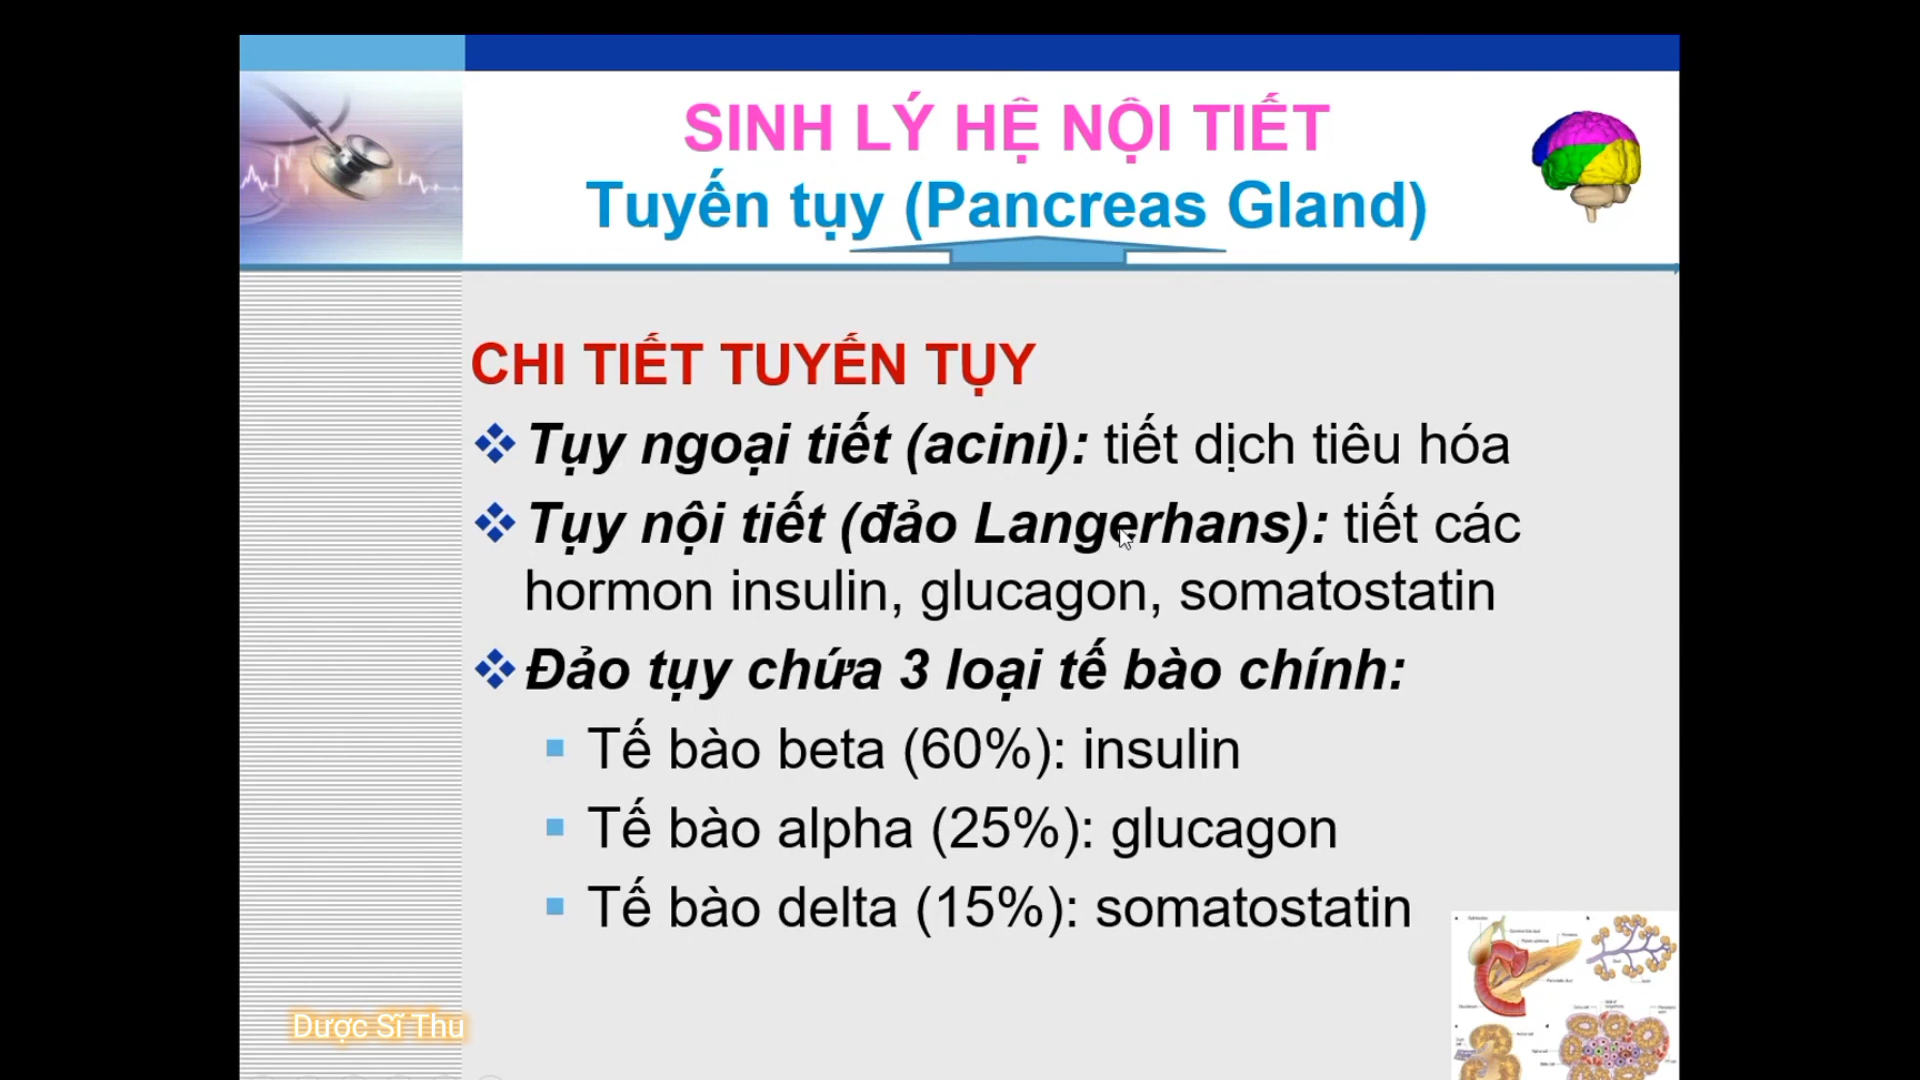 SINH LÝ HỆ NỘI TIẾT
Tuyến tụy (Pancreas Gland)
CHI TIẾT TUYẾN TỤY
Tụy ngoại tiết (acini): tiết dịch tiêu hóa
Tụy nội tiết (đảo Langerhans): tiết các
hormon insulin, glucagon, somatostatin
Đảo tụy chứa 3 loại tế bào chính:
Tế bào beta (60%): insulin
Tế bào alpha (25%): glucagon
Tế bào delta (15%): somatostatin
Dược Sĩ Thu